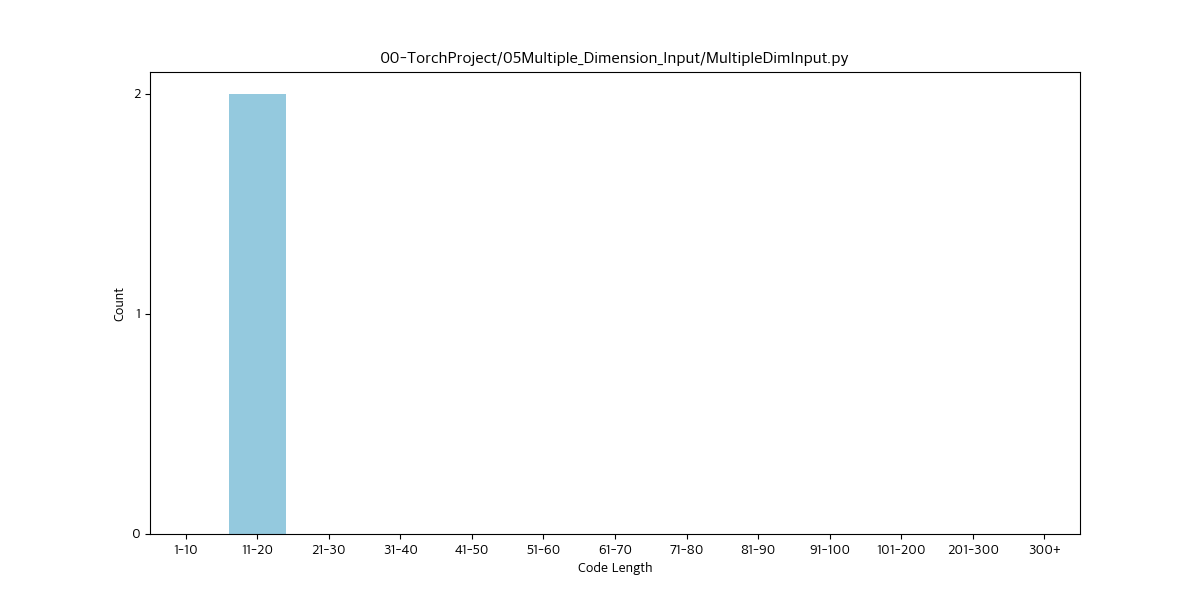 00-TorchProject/05Multiple_Dimension_Input/MultipleDimInput.py
2
1
0
Count
1-10 11-20 21-30 31-40 41-50 51-60 61-70 71-80 81-90 91-100 101-200 201-300 300+
Code Length